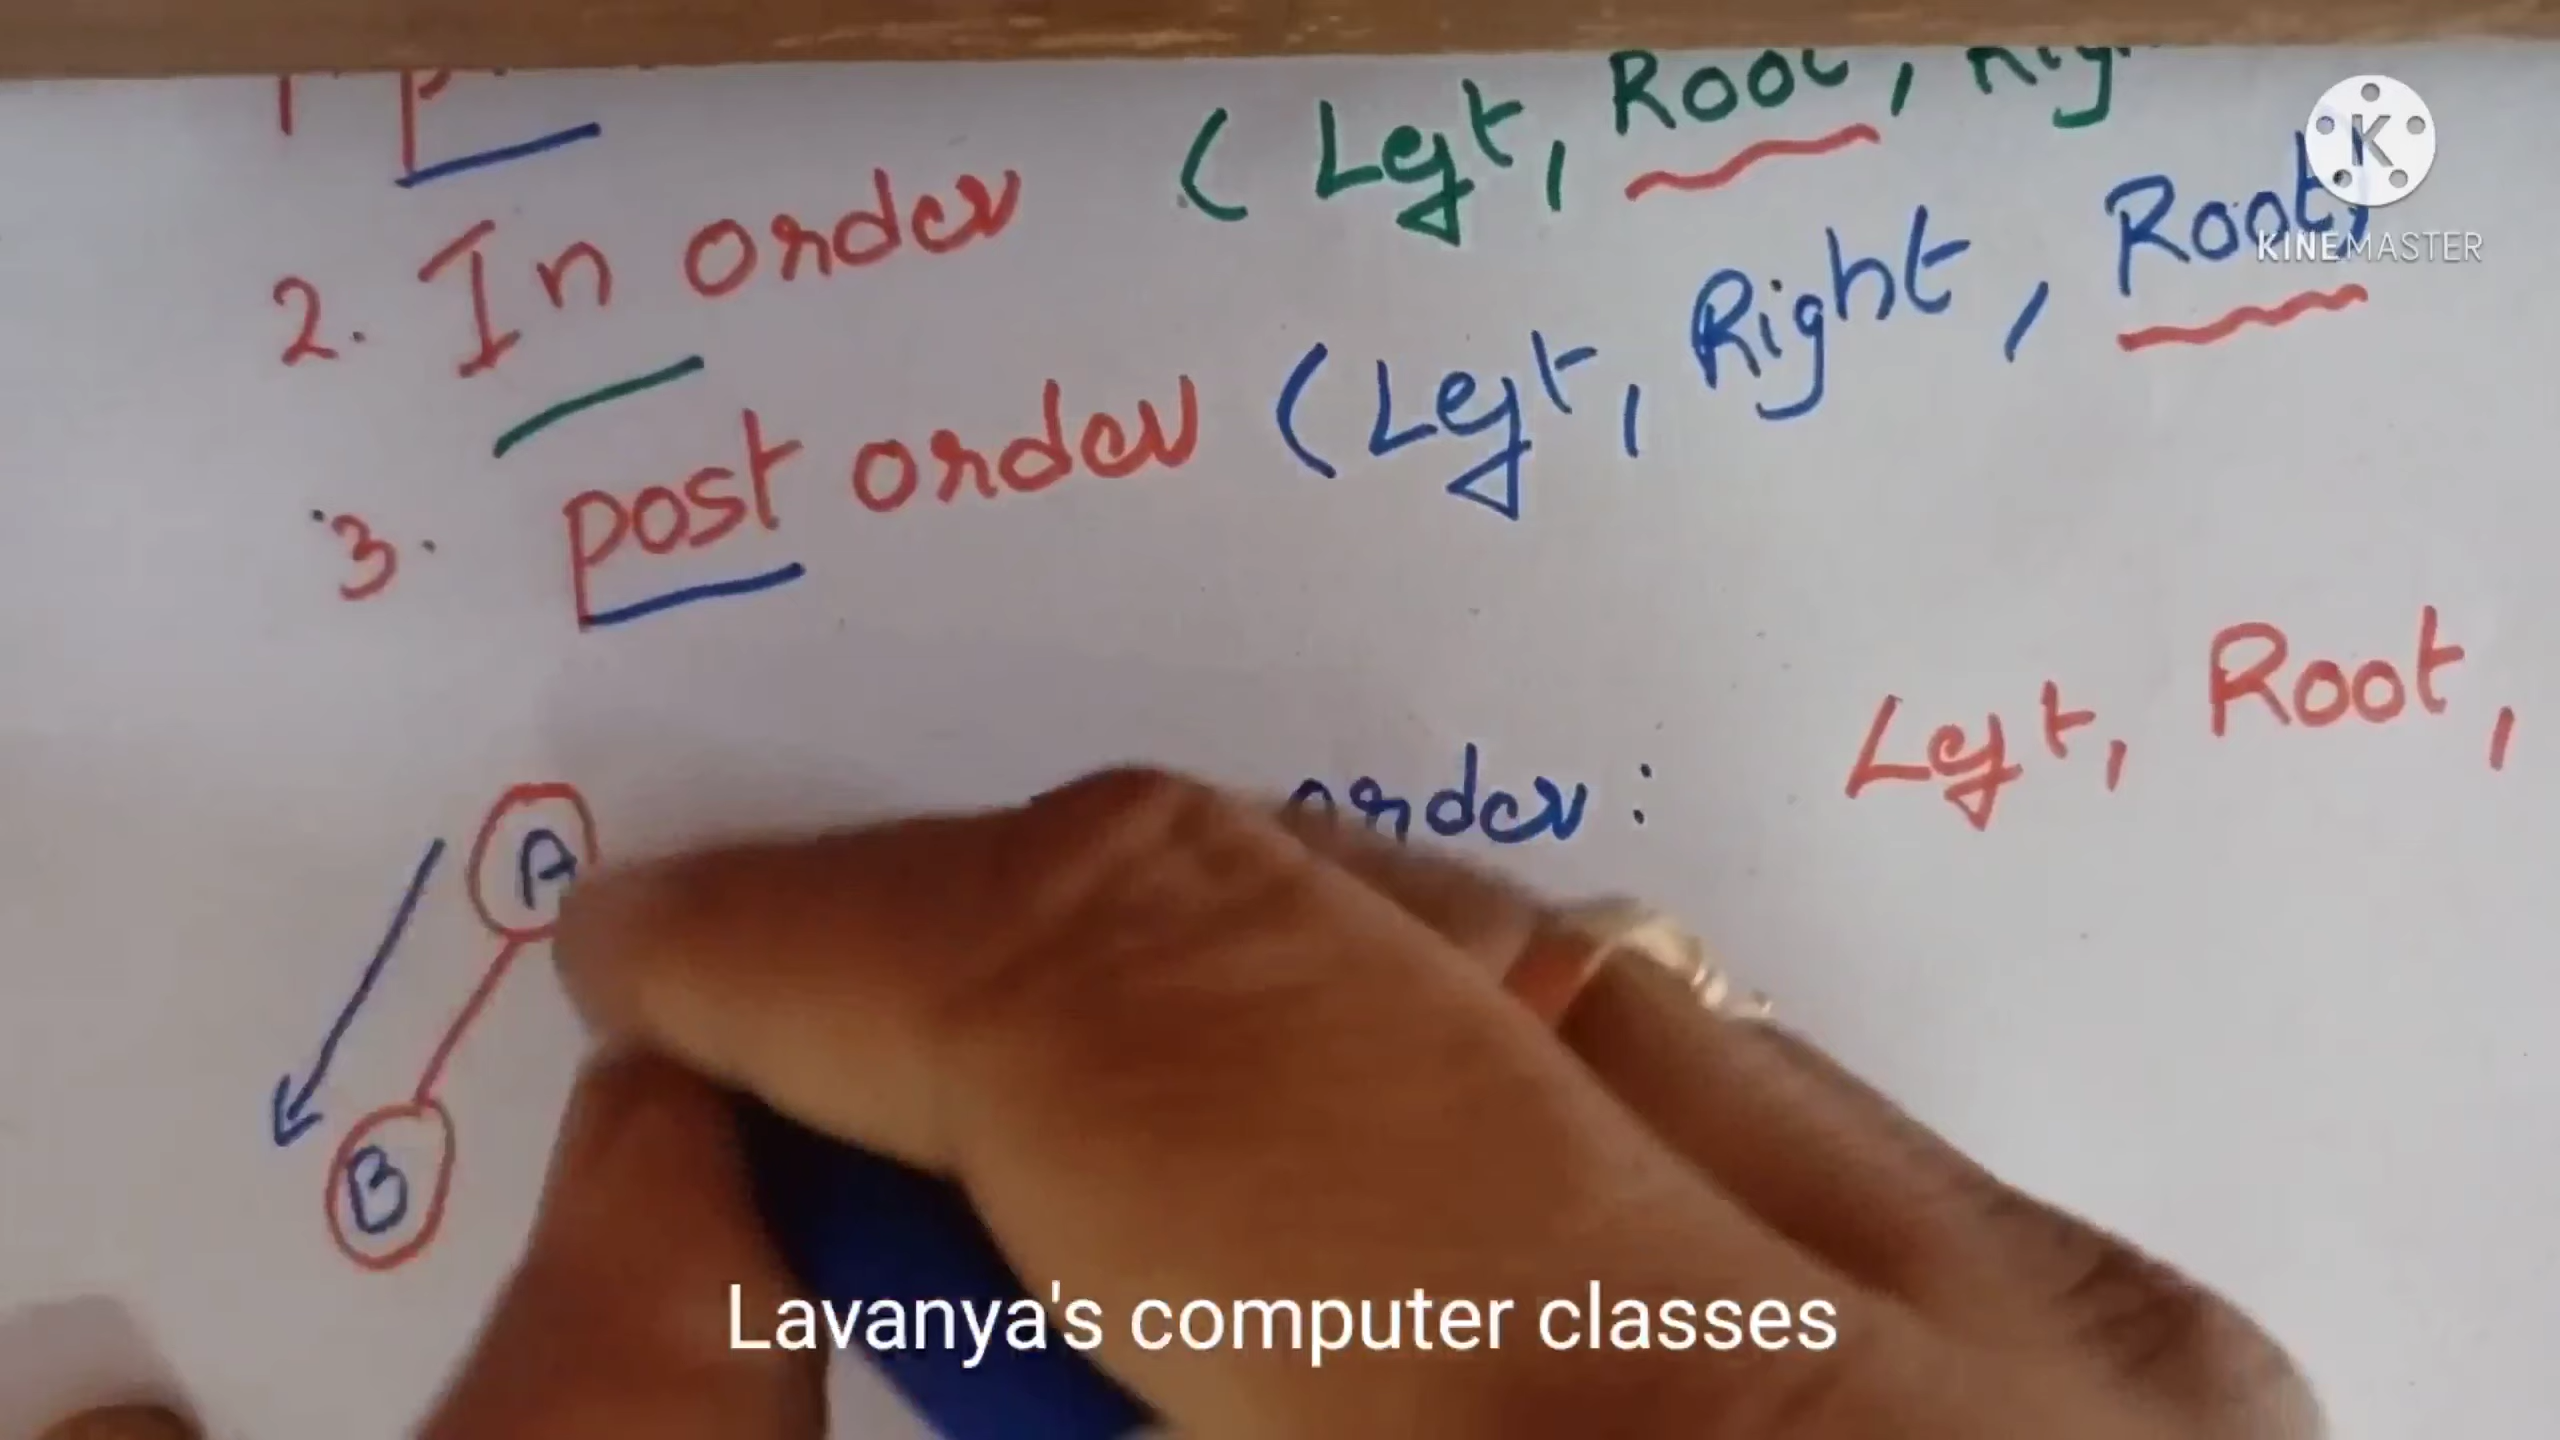 2. In order (Left, Root,
3. post order (Left, Right, Root,
order: Left, Root,
A
B
K
KINEMASTER
Lavanya's computer classes